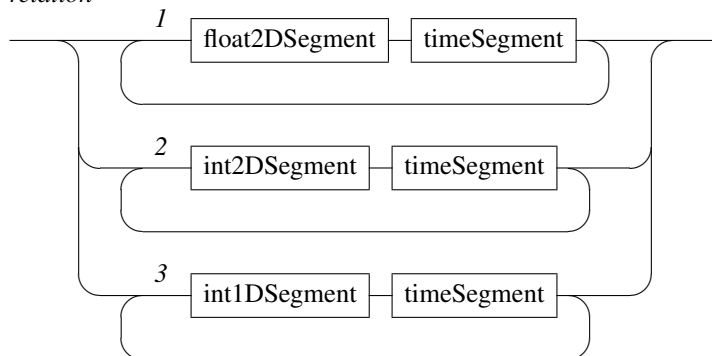 relation
1
float2DSegment timeSegment
2
int2DSegment timeSegment
3
int1DSegment timeSegment